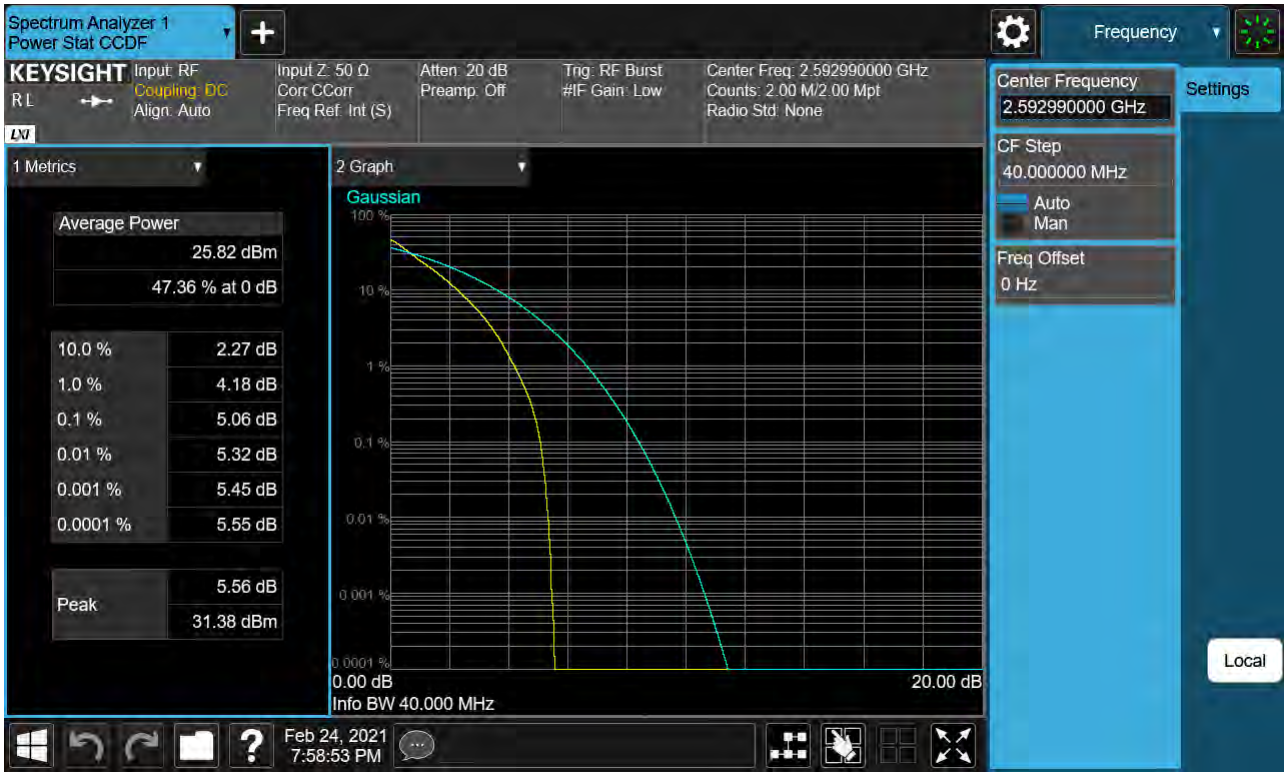 Spectrum Analyzer 1
Power Stat CCDF
Frequency
KEYSIGHT
R L
LXI
Input: RF
Coupling: DC
Align: Auto
Input Z: 50 Ω
Corr CCorr
Freq Ref: Int (S)
Atten: 20 dB
Preamp: Off
Trig: RF Burst
#IF Gain: Low
Center Freq: 2.592990000 GHz
Counts: 2.00 M/2.00 Mpt
Radio Std: None
Center Frequency
2.592990000 GHz
Settings
CF Step
40.000000 MHz
Auto
Man
Freq Offset
0 Hz
Local
1 Metrics
Average Power
25.82 dBm
47.36 % at 0 dB
10.0 % 2.27 dB
1.0 % 4.18 dB
0.1 % 5.06 dB
0.01 % 5.32 dB
0.001 % 5.45 dB
0.0001 % 5.55 dB
Peak
5.56 dB
31.38 dBm
2 Graph
Gaussian
100 %
10 %
1 %
0.1 %
0.01 %
0.001 %
0.0001 %
0.00 dB 20.00 dB
Info BW 40.000 MHz
?
Feb 24, 2021
7:58:53 PM